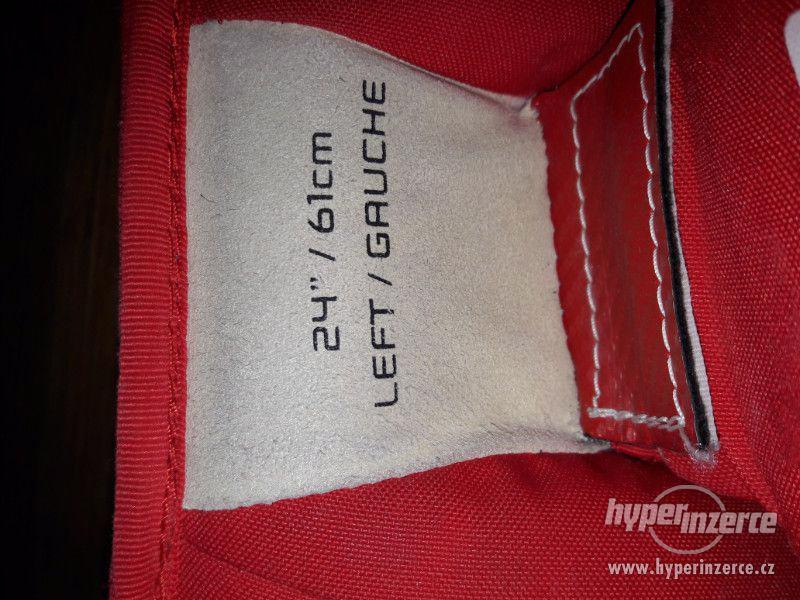 24" / 61cm
LEFT / GAUCHE
hyperinzerce
www.hyperinzerce.cz